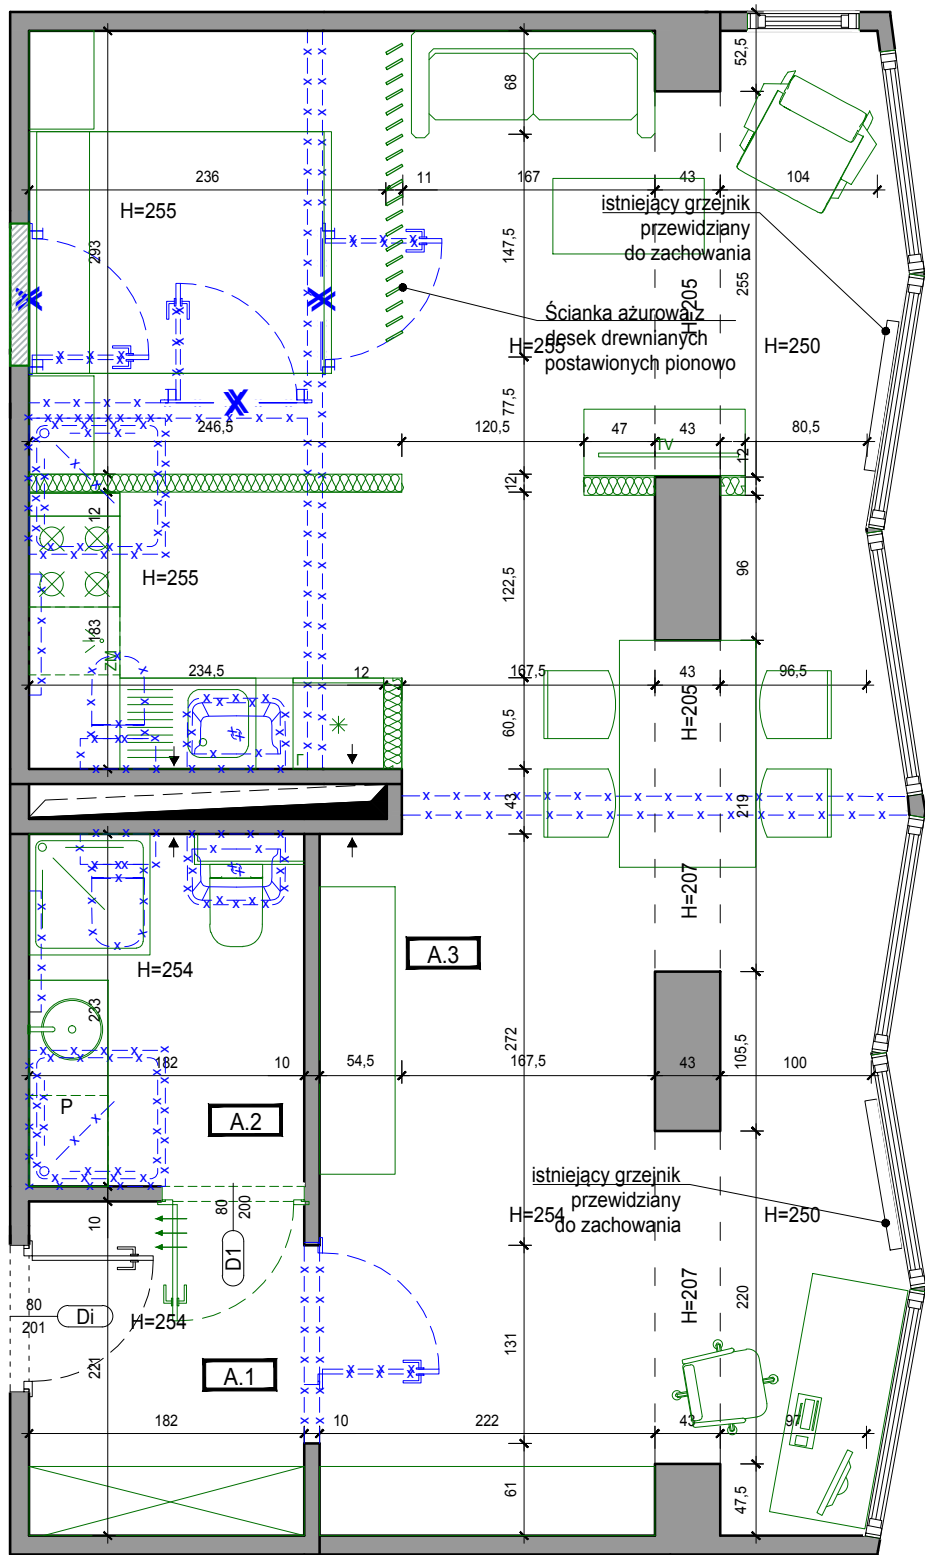 52,5
68
236
11
167
43
104
H=255
istniejący grzejnik
przewidziany
do zachowania
293
147,5
255
H=205
Ścianka ażurowa z
desek drewnianych
postawionych pionowo
H=255
H=250
77,5
246,5
120,5
47
43
80,5
TV
12
12
12
H=255
122,5
96
183
ZM
234,5
12
167,5
43
96,5
60,5
H=205
43
219
H=207
A.3
H=254
233
272
105,5
182
10
54,5
167,5
43
100
P
A.2
istniejący grzejnik
przewidziany
do zachowania
H=254
H=250
10
80
200
D1
80
201
Di
H=254
221
H=207
220
131
A.1
182
10
222
43
97
61
47,5